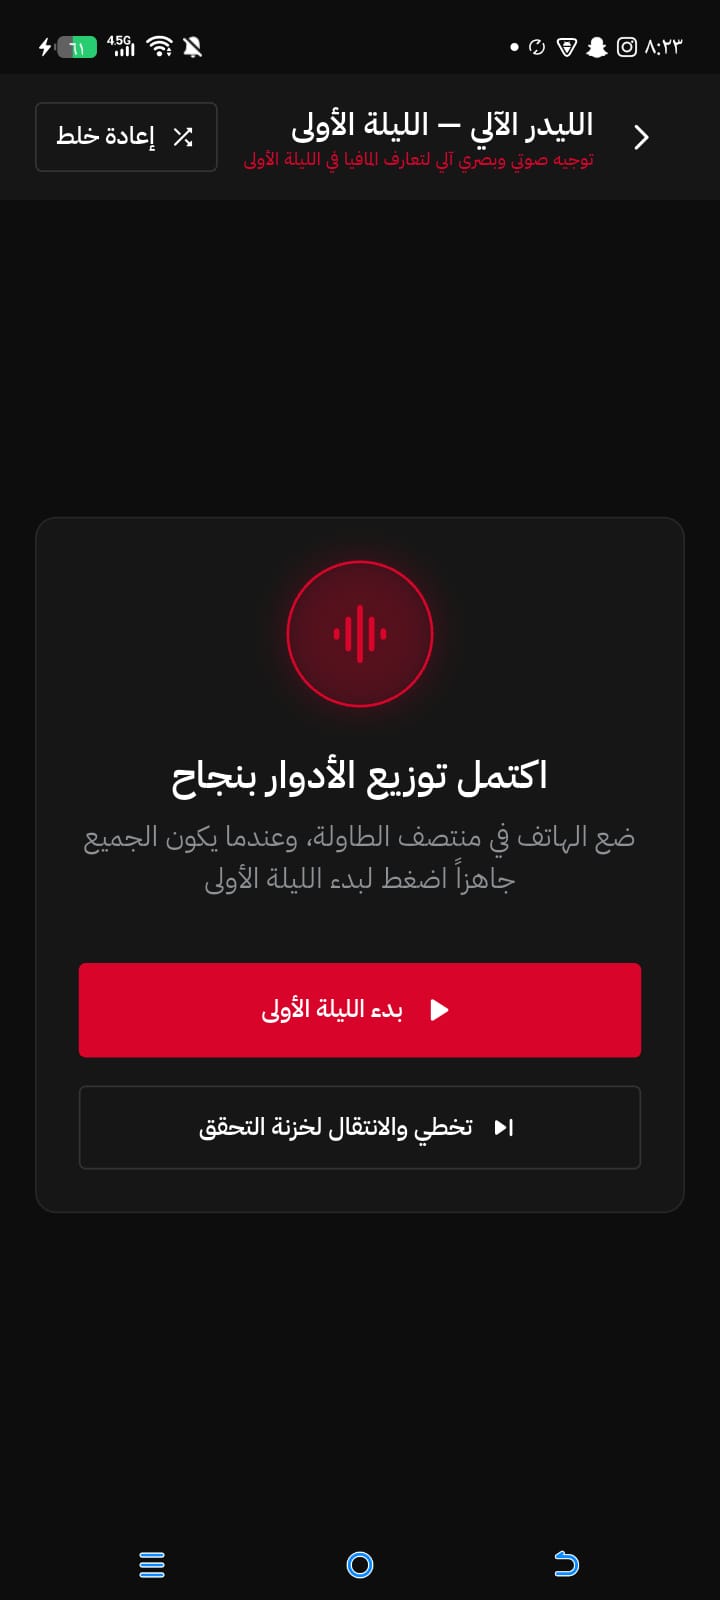 ٨:٢٣
4.5G
٦١
الليدر الآلي — الليلة الأولى
توجيه صوتي وبصري آلي لتعارف المافيا في الليلة الأولى
إعادة خلط
اكتمل توزيع الأدوار بنجاح
ضع الهاتف في منتصف الطاولة، وعندما يكون الجميع
جاهزاً اضغط لبدء الليلة الأولى
بدء الليلة الأولى
تخطي والانتقال لخزنة التحقق